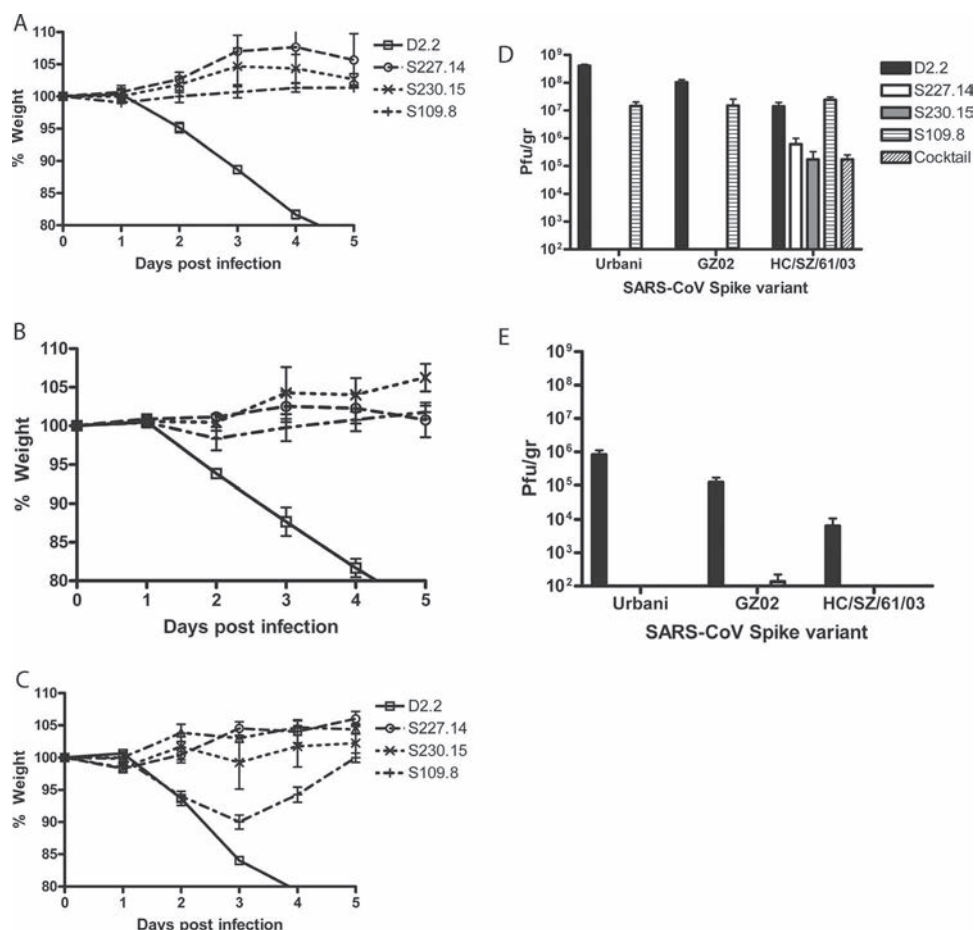 A
110
105
100
95
90
85
80
% Weight
0 1 2 3 4 5
Days post infection
D2.2
S227.14
S230.15
S109.8
B
110
105
100
95
90
85
80
% Weight
0 1 2 3 4 5
Days post infection
C
110
105
100
95
90
85
80
% Weight
0 1 2 3 4 5
Days post infection
D2.2
S227.14
S230.15
S109.8
D
10⁹
10⁸
10⁷
10⁶
10⁵
10⁴
10³
10²
Pfu/gr
Urbani GZ02 HC/SZ/61/03
SARS-CoV Spike variant
D2.2
S227.14
S230.15
S109.8
Cocktail
E
10⁹
10⁸
10⁷
10⁶
10⁵
10⁴
10³
10²
Pfu/gr
Urbani GZ02 HC/SZ/61/03
SARS-CoV Spike variant